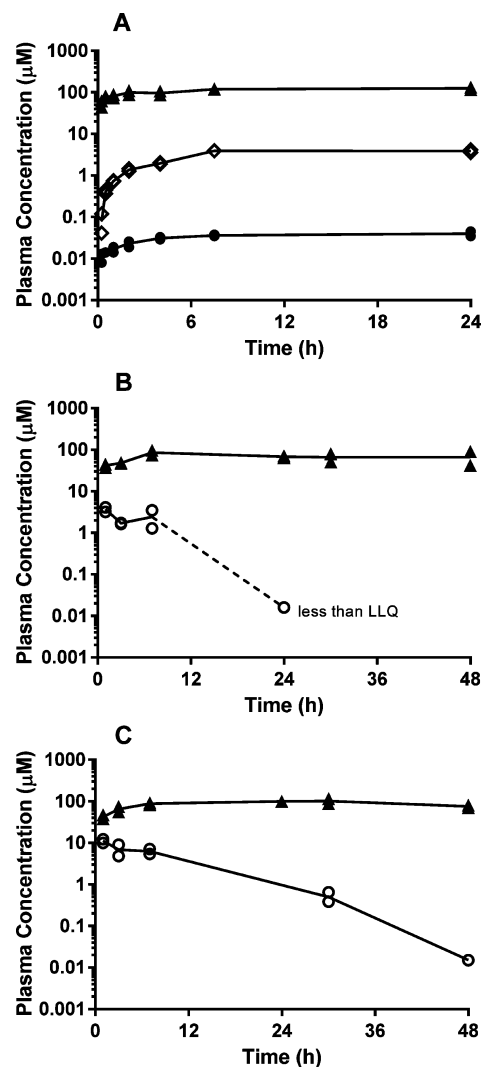 A
Plasma Concentration (μM)
1000
100
10
1
0.1
0.01
0.001
0 6 12 18 24
Time (h)
B
Plasma Concentration (μM)
1000
100
10
1
0.1
0.01
0.001
less than LLQ
0 12 24 36 48
Time (h)
C
Plasma Concentration (μM)
1000
100
10
1
0.1
0.01
0.001
0 12 24 36 48
Time (h)